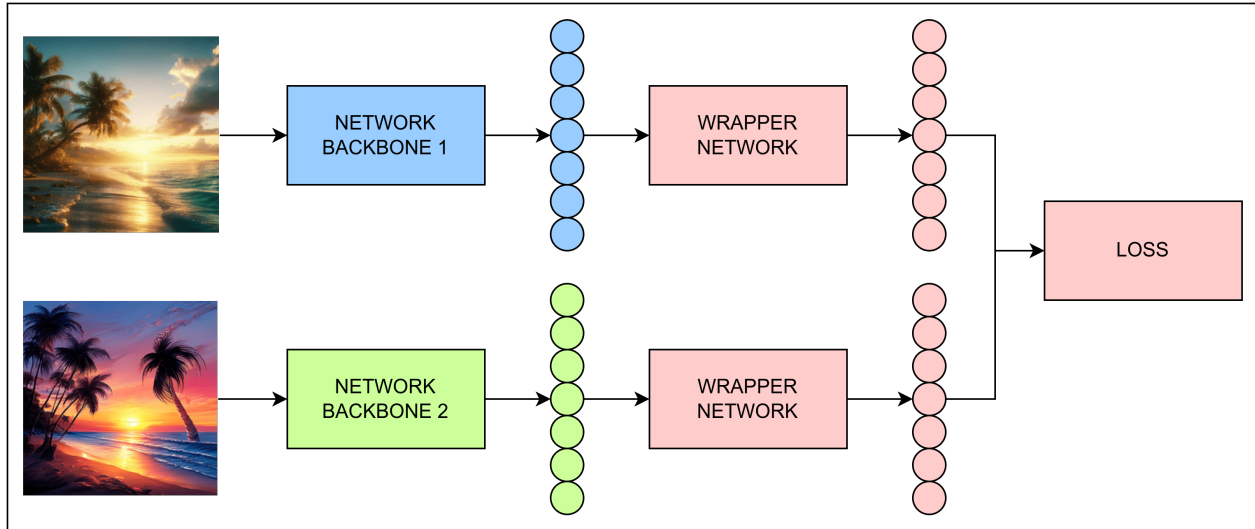 NETWORK
BACKBONE 1
WRAPPER
NETWORK
LOSS
NETWORK
BACKBONE 2
WRAPPER
NETWORK